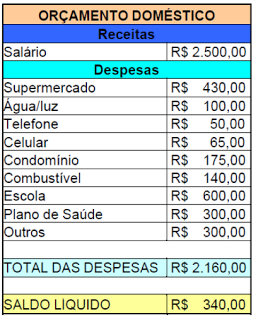 ORÇAMENTO DOMÉSTICO
Receitas
Salário R$ 2.500,00
Despesas
Supermercado R$ 430,00
Água/luz R$ 100,00
Telefone R$ 50,00
Celular R$ 65,00
Condomínio R$ 175,00
Combustível R$ 140,00
Escola R$ 600,00
Plano de Saúde R$ 300,00
Outros R$ 300,00
TOTAL DAS DESPESAS R$ 2.160,00
SALDO LIQUIDO R$ 340,00